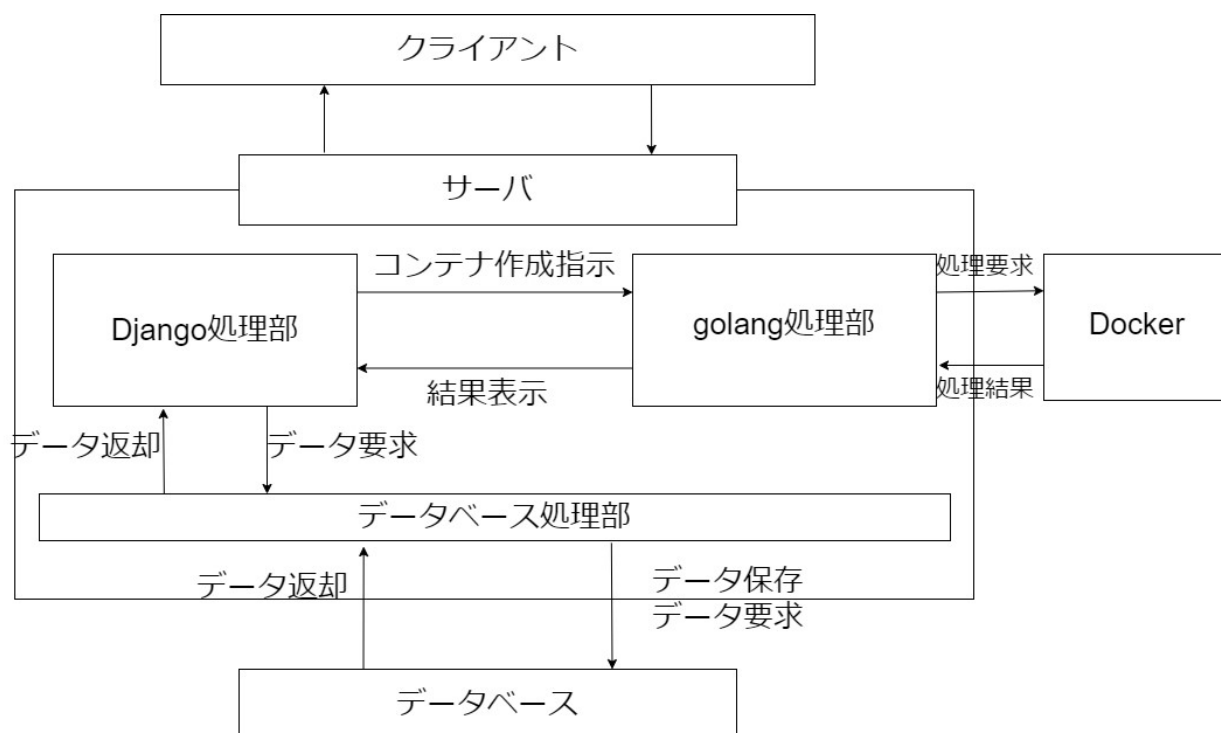 クライアント
サーバ
コンテナ作成指示
処理要求
Django処理部
golang処理部
Docker
結果表示
処理結果
データ返却
データ要求
データベース処理部
データ返却
データ保存
データ要求
データベース